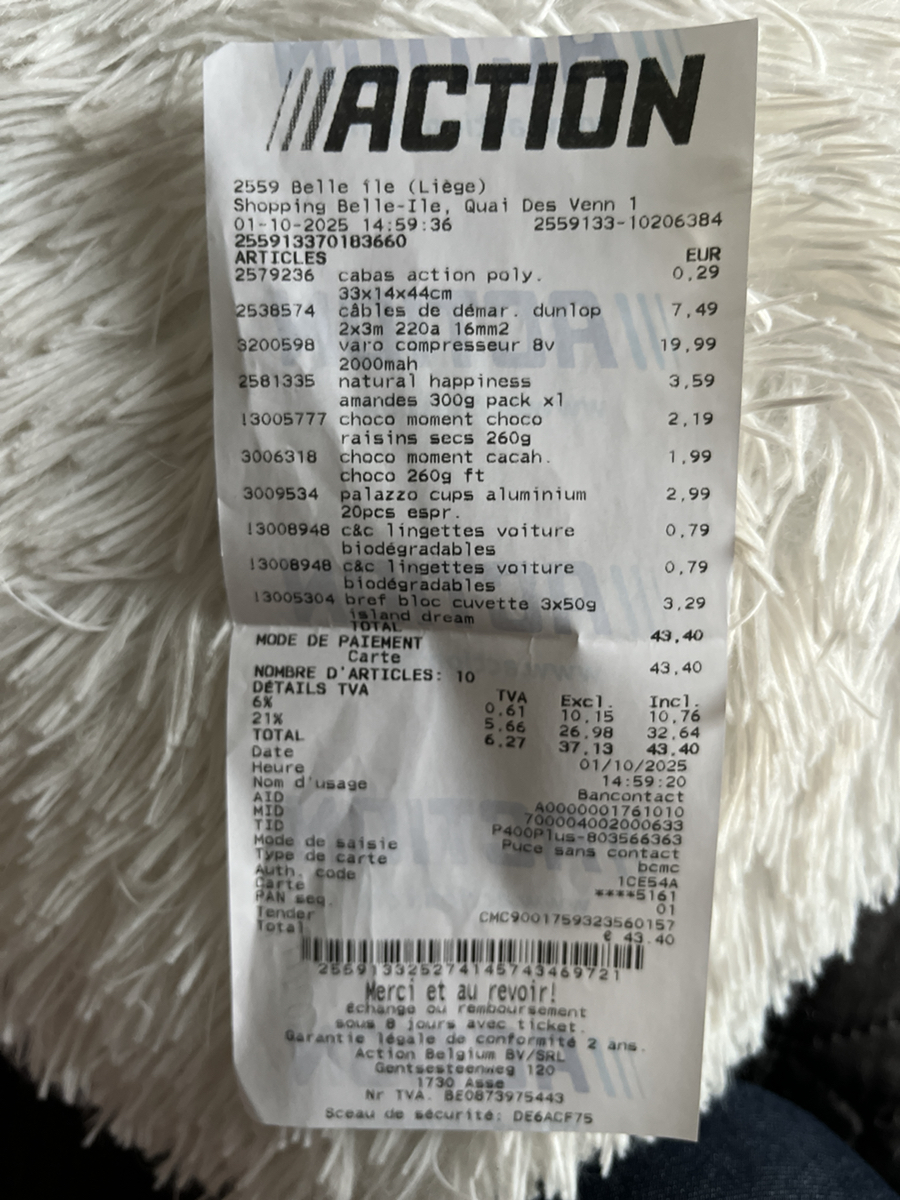 ///ACTION
2559 Belle île (Liège)
Shopping Belle-Ile, Quai Des Venn 1
01-10-2025 14:59:36 2559133-10206384
255913370183660
ARTICLES EUR
2579236 cabas action poly. 0,29
33x14x44cm
2538574 câbles de démar. dunlop 7,49
2x3m 220a 16mm2
3200598 varo compresseur 8v 19,99
2000mah
2581335 natural happiness 3,59
amandes 300g pack x1
13005777 choco moment choco 2,19
raisins secs 260g
3006318 choco moment cacah. 1,99
choco 260g ft
3009534 palazzo cups aluminium 2,99
20pcs espr.
13008948 c&c lingettes voiture 0,79
biodégradables
13008948 c&c lingettes voiture 0,79
biodégradables
13005304 bref bloc cuvette 3x50g 3,29
island dream
TOTAL 43,40
MODE DE PAIEMENT
Carte 43,40
NOMBRE D'ARTICLES: 10
DÉTAILS TVA TVA Excl. Incl.
6% 0,61 10,15 10,76
21% 5,66 26,98 32,64
TOTAL 6,27 37,13 43,40
Date 01/10/2025
Heure 14:59:20
Nom d'usage Bancontact
AID A0000001761010
MID 700004002000633
TID P400Plus-803566363
Mode de saisie Puce sans contact
Type de carte bcmc
Auth. code 1CE54A
Carte ****5161
PAN seq. 01
Tender CMC9001759323560157
Total € 43.40
255913325274145743469721
Merci et au revoir!
Échange ou remboursement
sous 8 jours avec ticket.
Garantie légale de conformité 2 ans.
Action Belgium BV/SRL
Gentsesteenweg 120
1730 Asse
Nr TVA. BE0873975443
Sceau de sécurité: DE6ACF75